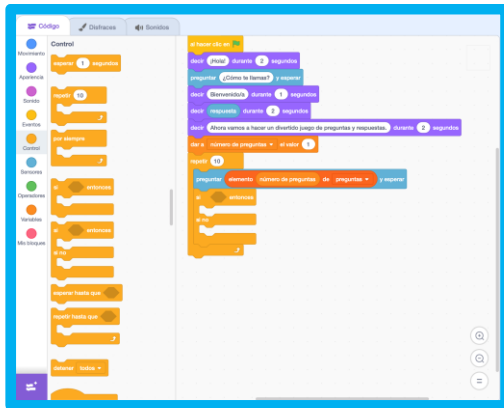 Código
Disfraces
Sonidos
Movimiento
Apariencia
Sonido
Eventos
Control
Sensores
Operadores
Variables
Mis bloques
Control
esperar 1 segundos
repetir 10
por siempre
si entonces
si entonces
si no
esperar hasta que
repetir hasta que
detener todos
al hacer clic en
decir ¡Hola! durante 2 segundos
preguntar ¿Cómo te llamas? y esperar
decir Bienvenido/a durante 1 segundos
decir respuesta durante 2 segundos
decir Ahora vamos a hacer un divertido juego de preguntas y respuestas. durante 2 segundos
dar a número de preguntas el valor 1
repetir 10
preguntar elemento número de preguntas de preguntas y esperar
si entonces
si no